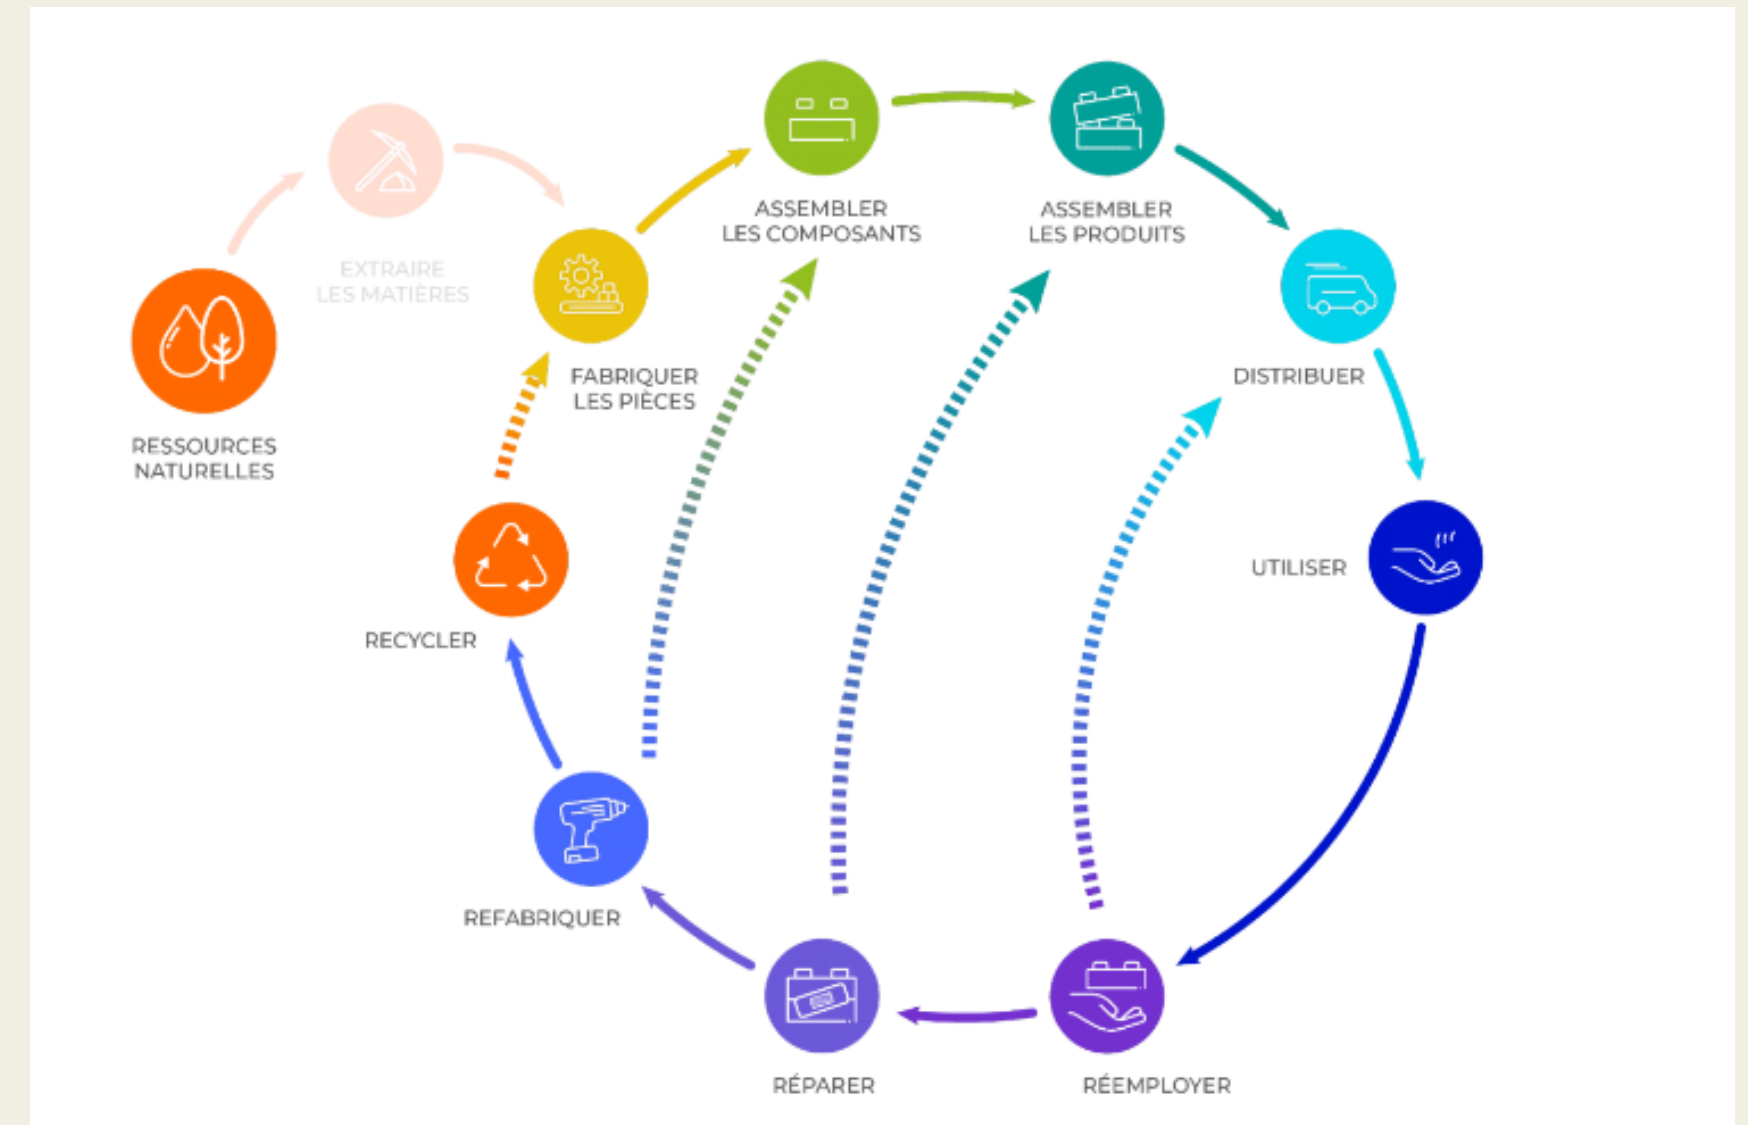 RESSOURCES
NATURELLES
EXTRAIRE
LES MATIÈRES
FABRIQUER
LES PIÈCES
ASSEMBLER
LES COMPOSANTS
ASSEMBLER
LES PRODUITS
DISTRIBUER
UTILISER
RÉEMPLOYER
RÉPARER
REFABRIQUER
RECYCLER